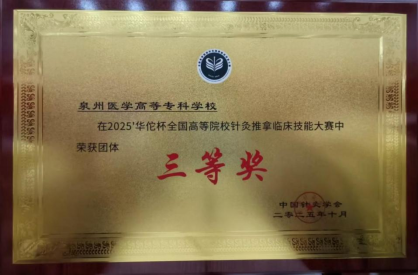 泉州医学高等专科学校
在2025'华佗杯全国高等院校针灸推拿临床技能大赛中
荣获团体
三等奖
中国针灸学会
二〇二五年十月